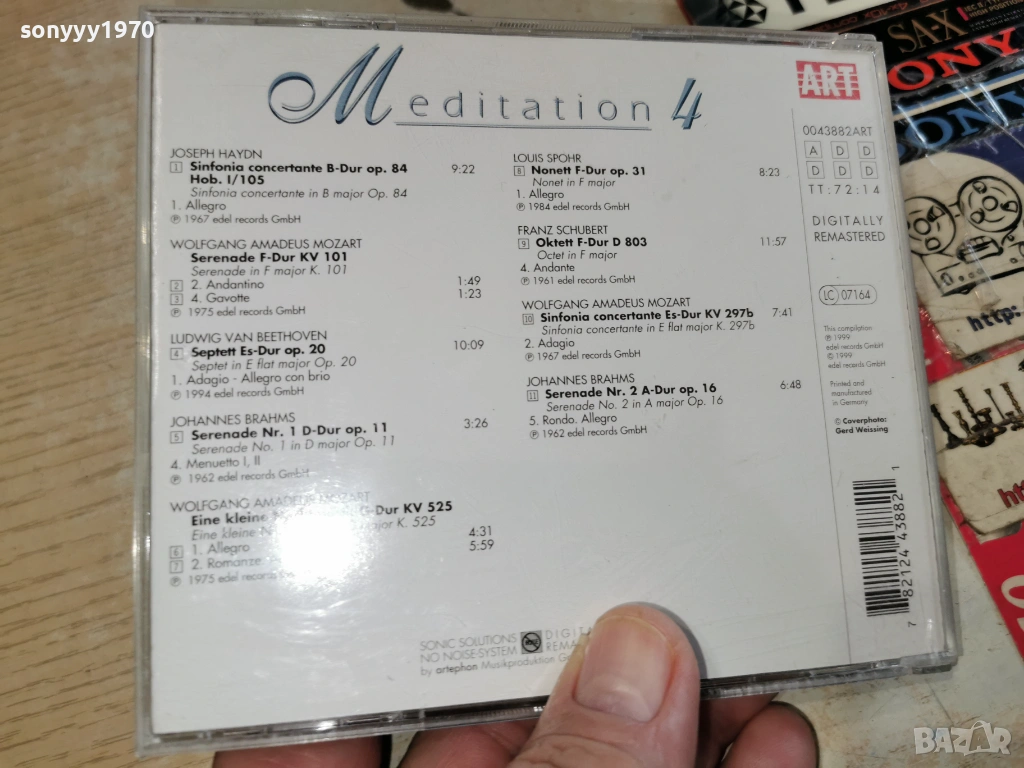 sonyyy1970
Meditation 4
JOSEPH HAYDN
1 Sinfonia concertante B-Dur op. 84 9:22
Hob. I/105
Sinfonia concertante in B major Op. 84
1. Allegro
℗ 1967 edel records GmbH
WOLFGANG AMADEUS MOZART
Serenade F-Dur KV 101
Serenade in F major K. 101
2 2. Andantino 1:49
3 4. Gavotte 1:23
℗ 1975 edel records GmbH
LUDWIG VAN BEETHOVEN
4 Septett Es-Dur op. 20 10:09
Septet in E flat major Op. 20
1. Adagio - Allegro con brio
℗ 1994 edel records GmbH
JOHANNES BRAHMS
5 Serenade Nr. 1 D-Dur op. 11 3:26
Serenade No. 1 in D major Op. 11
4. Menuetto I, II
℗ 1962 edel records GmbH
WOLFGANG AMADEUS MOZART
Eine kleine G-Dur KV 525
Eine kleine major K. 525
6 1. Allegro 4:31
7 2. Romanze 5:59
℗ 1975 edel records
LOUIS SPOHR
8 Nonett F-Dur op. 31 8:23
Nonet in F major
1. Allegro
℗ 1984 edel records GmbH
FRANZ SCHUBERT
9 Oktett F-Dur D 803 11:57
Octet in F major
4. Andante
℗ 1961 edel records GmbH
WOLFGANG AMADEUS MOZART
10 Sinfonia concertante Es-Dur KV 297b 7:41
Sinfonia concertante in E flat major K. 297b
2. Adagio
℗ 1967 edel records GmbH
JOHANNES BRAHMS
11 Serenade Nr. 2 A-Dur op. 16 6:48
Serenade No. 2 in A major Op. 16
5. Rondo. Allegro
℗ 1962 edel records GmbH
ART
0043882ART
A D D
D D D
TT:72:14
DIGITALLY
REMASTERED
LC 07164
This compilation
℗ 1999
edel records GmbH
© 1999
edel records GmbH
Printed and
manufactured
in Germany
© Coverphoto:
Gerd Weissing
7 82124 43882 1
SONIC SOLUTIONS
NO NOISE-SYSTEM
by artephon Musikproduktion
SA-X
HIGH POSITION
SONY
http:
BAZAR